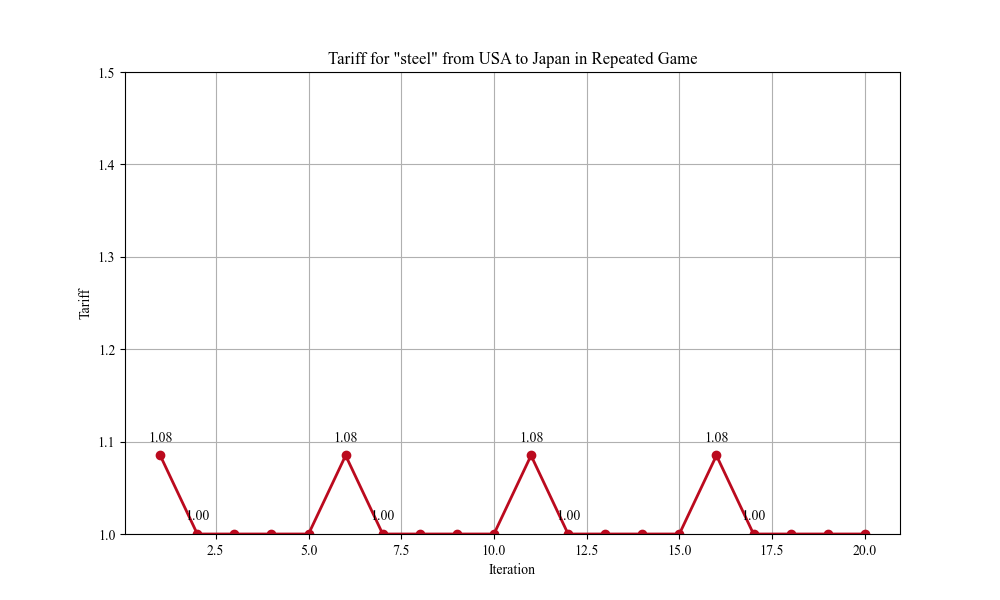 Tariff for "steel" from USA to Japan in Repeated Game
1.5
1.4
1.3
1.2
1.1
1.0
Tariff
1.08 1.08 1.08 1.08
1.00 1.00 1.00 1.00
2.5 5.0 7.5 10.0 12.5 15.0 17.5 20.0
Iteration